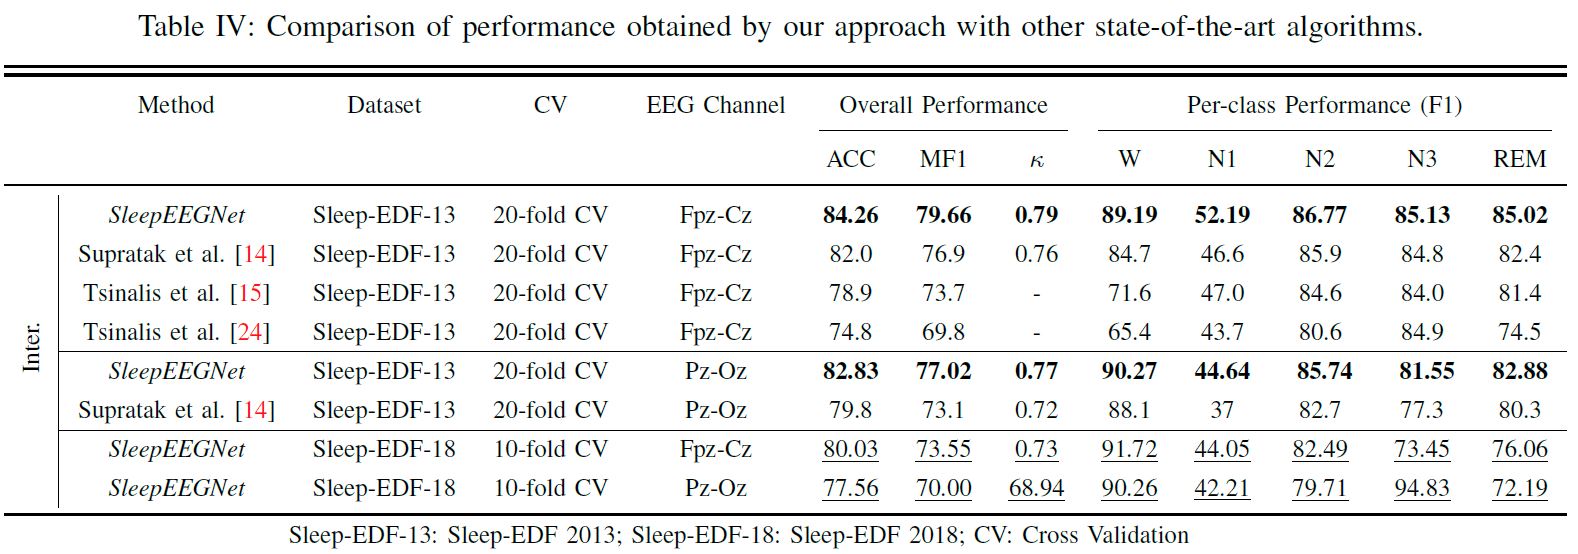 Table IV: Comparison of performance obtained by our approach with other state-of-the-art algorithms.
Method Dataset CV EEG Channel Overall Performance Per-class Performance (F1)
ACC MF1 κ W N1 N2 N3 REM
Inter.
SleepEEGNet Sleep-EDF-13 20-fold CV Fpz-Cz 84.26 79.66 0.79 89.19 52.19 86.77 85.13 85.02
Supratak et al. [14] Sleep-EDF-13 20-fold CV Fpz-Cz 82.0 76.9 0.76 84.7 46.6 85.9 84.8 82.4
Tsinalis et al. [15] Sleep-EDF-13 20-fold CV Fpz-Cz 78.9 73.7 - 71.6 47.0 84.6 84.0 81.4
Tsinalis et al. [24] Sleep-EDF-13 20-fold CV Fpz-Cz 74.8 69.8 - 65.4 43.7 80.6 84.9 74.5
SleepEEGNet Sleep-EDF-13 20-fold CV Pz-Oz 82.83 77.02 0.77 90.27 44.64 85.74 81.55 82.88
Supratak et al. [14] Sleep-EDF-13 20-fold CV Pz-Oz 79.8 73.1 0.72 88.1 37 82.7 77.3 80.3
SleepEEGNet Sleep-EDF-18 10-fold CV Fpz-Cz 80.03 73.55 0.73 91.72 44.05 82.49 73.45 76.06
SleepEEGNet Sleep-EDF-18 10-fold CV Pz-Oz 77.56 70.00 68.94 90.26 42.21 79.71 94.83 72.19
Sleep-EDF-13: Sleep-EDF 2013; Sleep-EDF-18: Sleep-EDF 2018; CV: Cross Validation